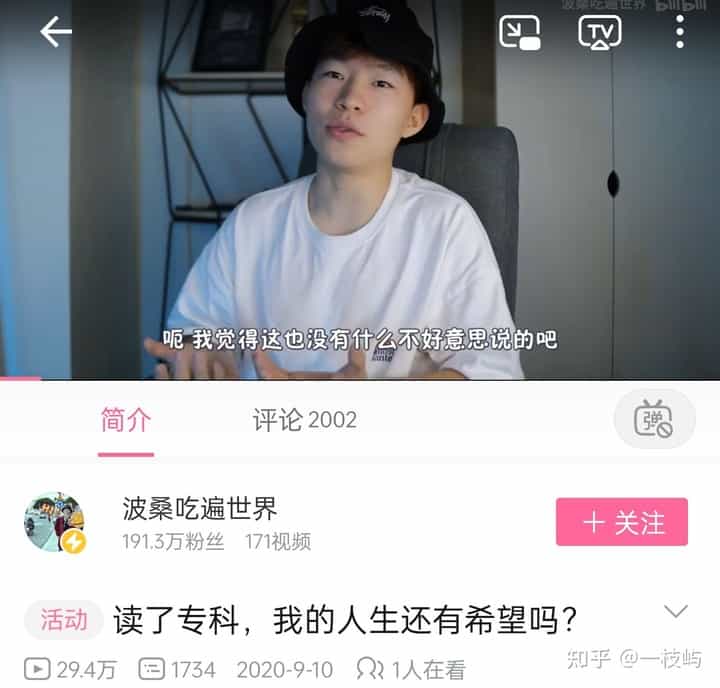 波桑吃遍世界 bilibili
TV
呃 我觉得这也没有什么不好意思说的吧
简介
评论 2002
弹
波桑吃遍世界
191.3万粉丝 171视频
+ 关注
活动 读了专科，我的人生还有希望吗？
29.4万 1734 2020-9-10 1人在看
知乎 @一枝屿